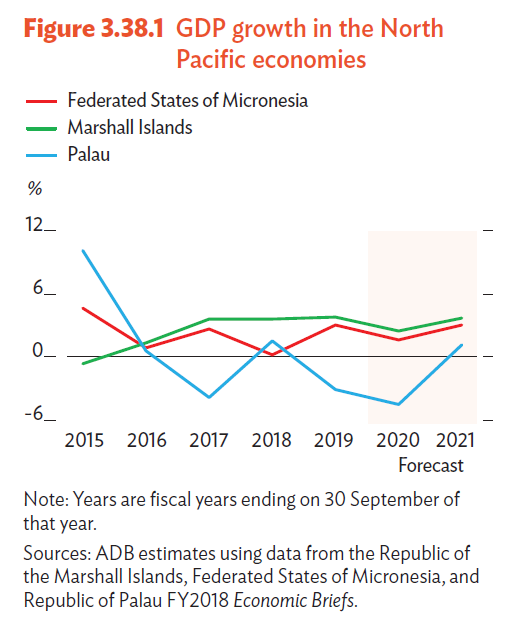 Figure 3.38.1 GDP growth in the North
Pacific economies
Federated States of Micronesia
Marshall Islands
Palau
%
12
6
0
-6
2015 2016 2017 2018 2019 2020 2021
Forecast
Note: Years are fiscal years ending on 30 September of
that year.
Sources: ADB estimates using data from the Republic of
the Marshall Islands, Federated States of Micronesia, and
Republic of Palau FY2018 Economic Briefs.